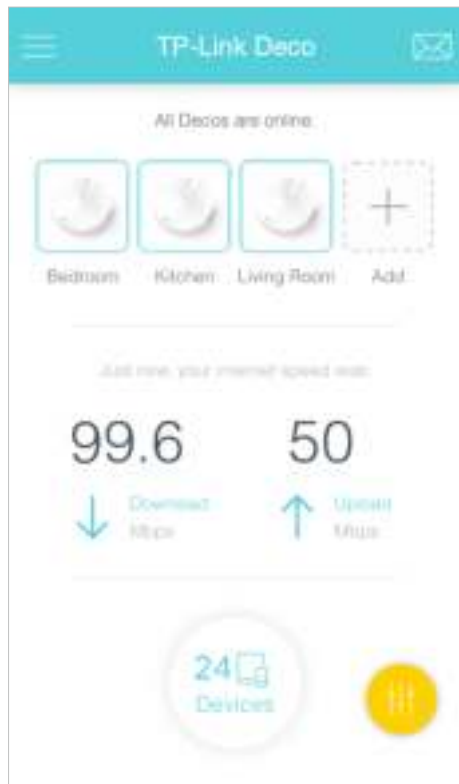 TP-Link Deco
All Decos are online
Bedroom Kitchen Living Room Add
Just now, your internet speed was:
99.6 50
Download Upload
Mbps Mbps
24
Devices